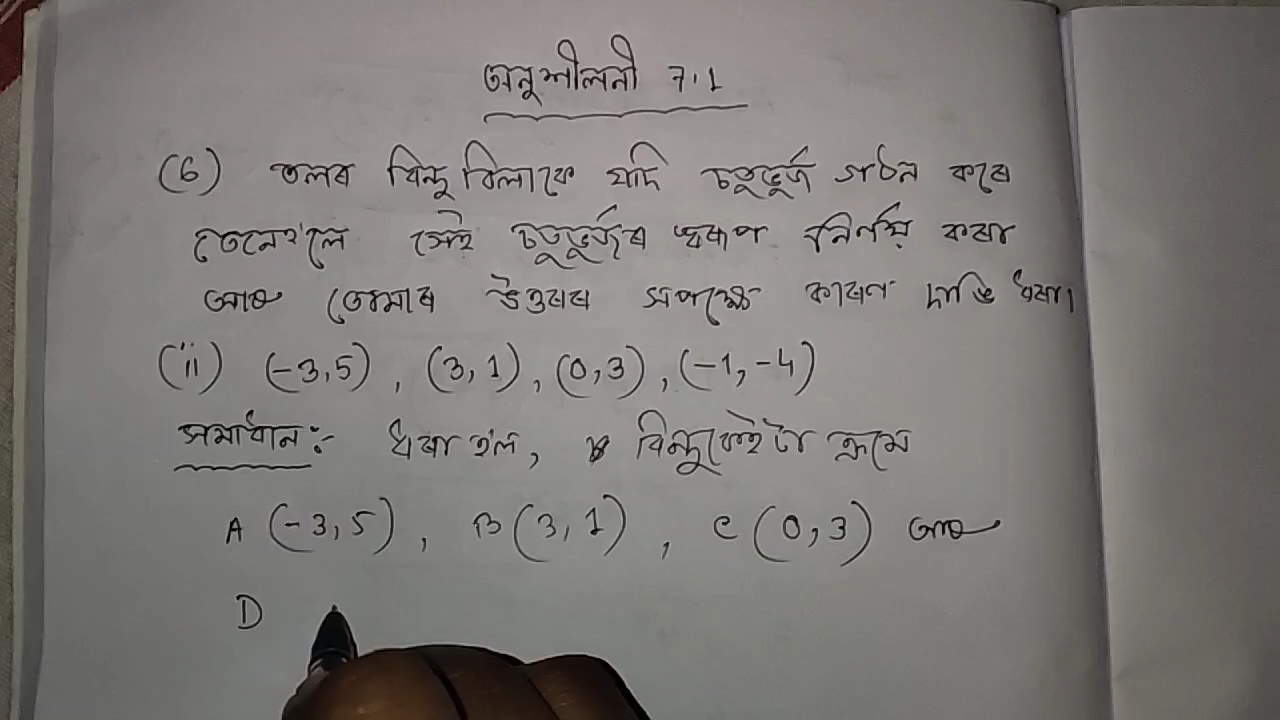 অনুশীলনী 7.1
(6) তলৰ বিন্দুবিলাকে যদি চতুৰ্ভুজ গঠন কৰে
তেনেহলে সেই চতুৰ্ভুজৰ স্বৰূপ নিৰ্ণয় কৰা
আৰু তোমাৰ উত্তৰৰ সপক্ষে কাৰণ দাঙি ধৰা।
(ii) (-3,5), (3,1), (0,3), (-1,-4)
সমাধান:- ধৰা হ'ল, বিন্দুকেইটা ক্ৰমে
A (-3,5), B (3,1), C (0,3) আৰু
D